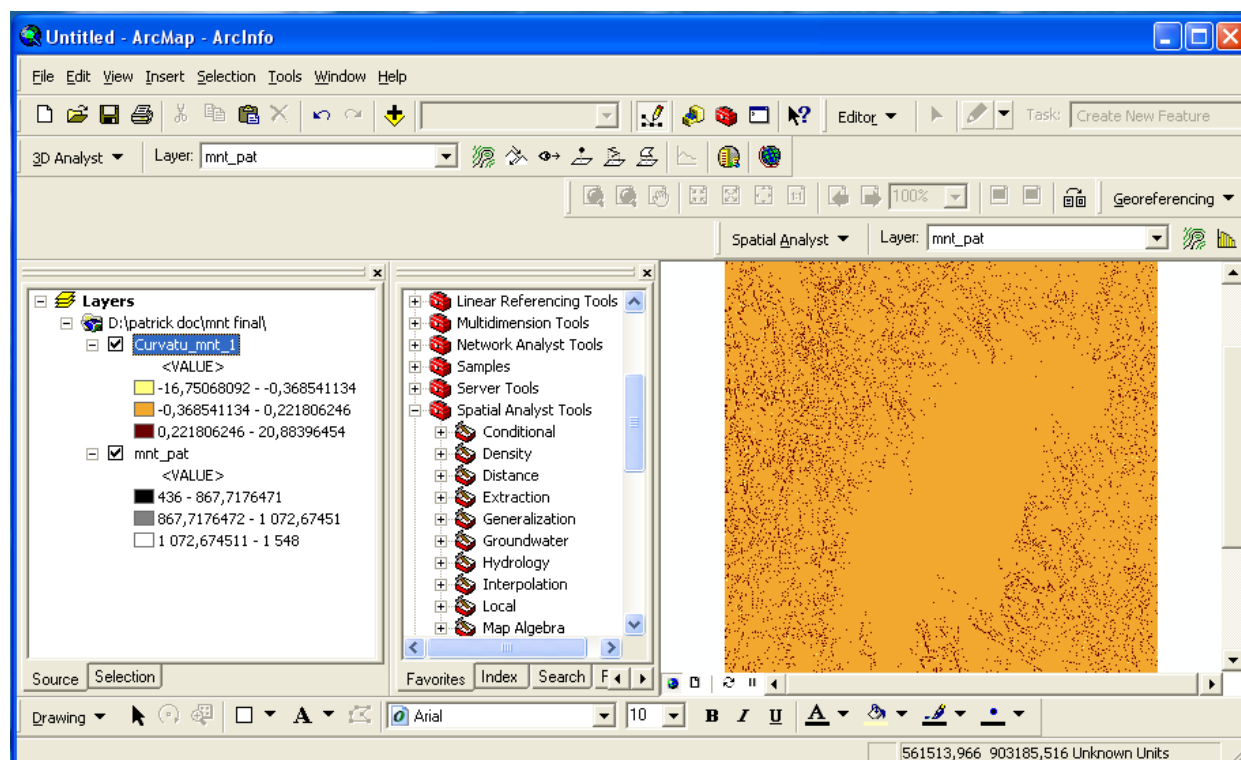 Untitled - ArcMap - ArcInfo
File Edit View Insert Selection Tools Window Help
Editor Task: Create New Feature
3D Analyst Layer: mnt_pat
1:1 100% Georeferencing
Spatial Analyst Layer: mnt_pat
Layers
D:\patrick doc\mnt final\
Curvatu_mnt_1
<VALUE>
-16,75068092 - -0,368541134
-0,368541134 - 0,221806246
0,221806246 - 20,88396454
mnt_pat
<VALUE>
436 - 867,7176471
867,7176472 - 1 072,67451
1 072,674511 - 1 548
Source Selection
Linear Referencing Tools
Multidimension Tools
Network Analyst Tools
Samples
Server Tools
Spatial Analyst Tools
Conditional
Density
Distance
Extraction
Generalization
Groundwater
Hydrology
Interpolation
Local
Map Algebra
Favorites Index Search F
Drawing A Arial 10 B I U A
561513,966 903185,516 Unknown Units